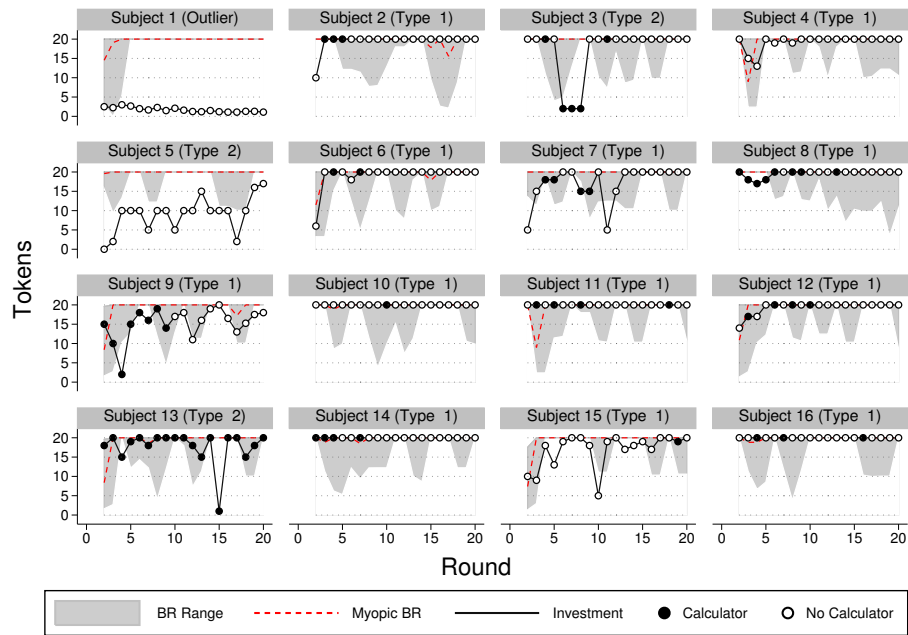 Subject 1 (Outlier) Subject 2 (Type 1) Subject 3 (Type 2) Subject 4 (Type 1)
20
15
10
5
0
Subject 5 (Type 2) Subject 6 (Type 1) Subject 7 (Type 1) Subject 8 (Type 1)
20
15
10
5
0
Subject 9 (Type 1) Subject 10 (Type 1) Subject 11 (Type 1) Subject 12 (Type 1)
20
15
10
5
0
Subject 13 (Type 2) Subject 14 (Type 1) Subject 15 (Type 1) Subject 16 (Type 1)
20
15
10
5
0
0 5 10 15 20 0 5 10 15 20 0 5 10 15 20 0 5 10 15 20
Tokens
Round
BR Range Myopic BR Investment Calculator No Calculator